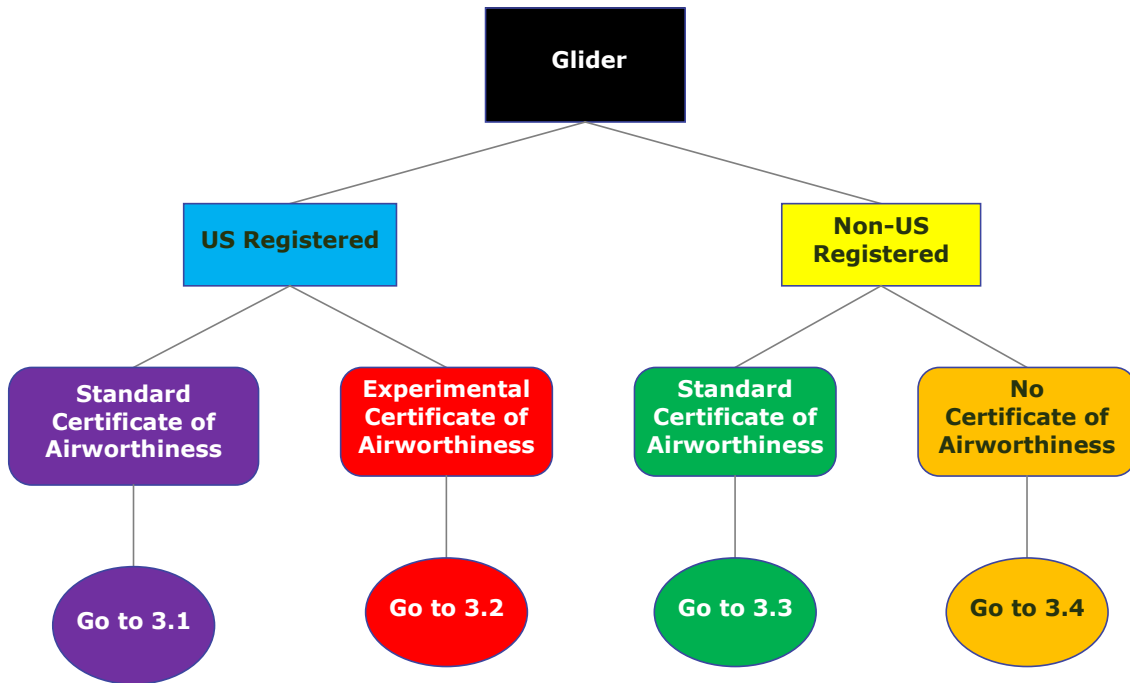 Glider
US Registered
Non-US
Registered
Standard
Certificate of
Airworthiness
Experimental
Certificate of
Airworthiness
Standard
Certificate of
Airworthiness
No
Certificate of
Airworthiness
Go to 3.1
Go to 3.2
Go to 3.3
Go to 3.4